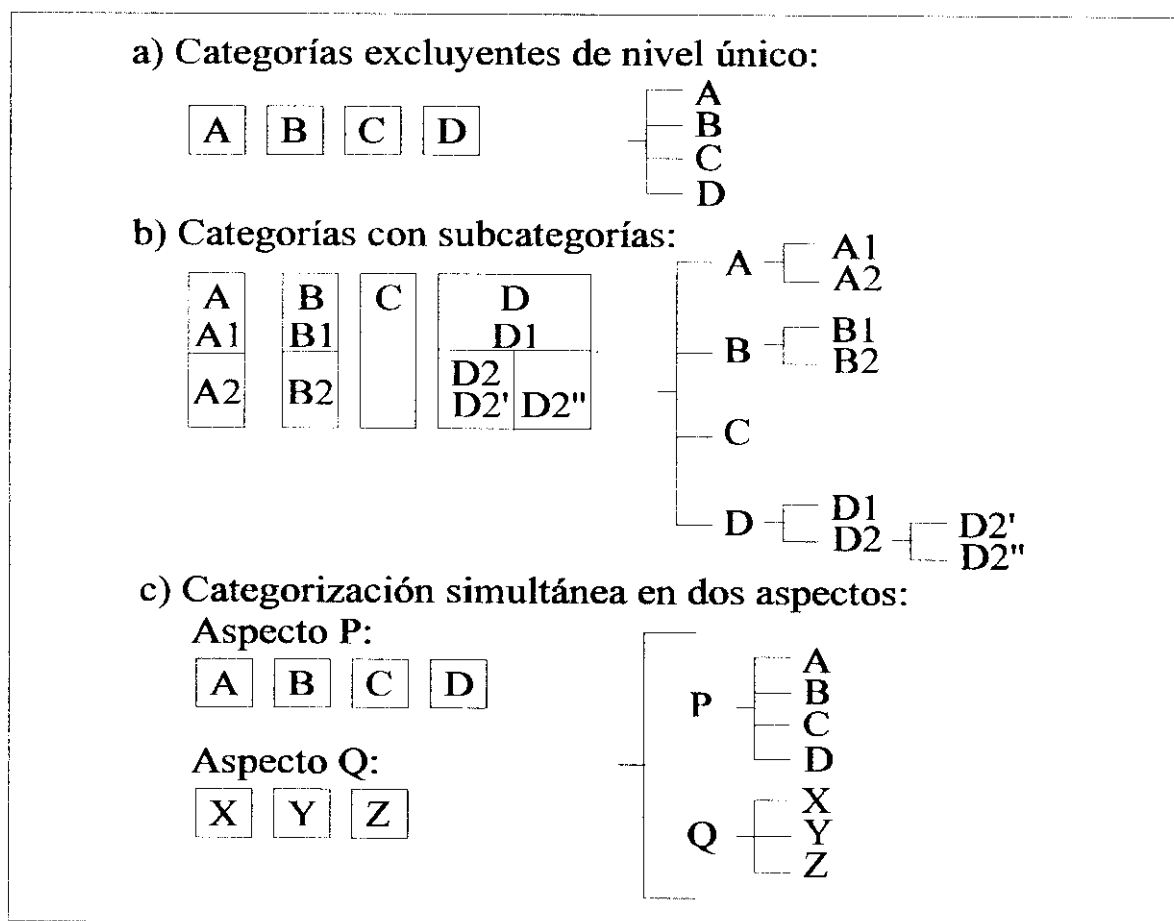 a) Categorías excluyentes de nivel único:
A B C D
A
B
C
D
b) Categorías con subcategorías:
A B C D
A1 B1 D1
A2 B2 D2
D2' D2"
A A1
A2
B B1
B2
C
D D1
D2 D2'
D2"
c) Categorización simultánea en dos aspectos:
Aspecto P:
A B C D
Aspecto Q:
X Y Z
P A
B
C
D
Q X
Y
Z